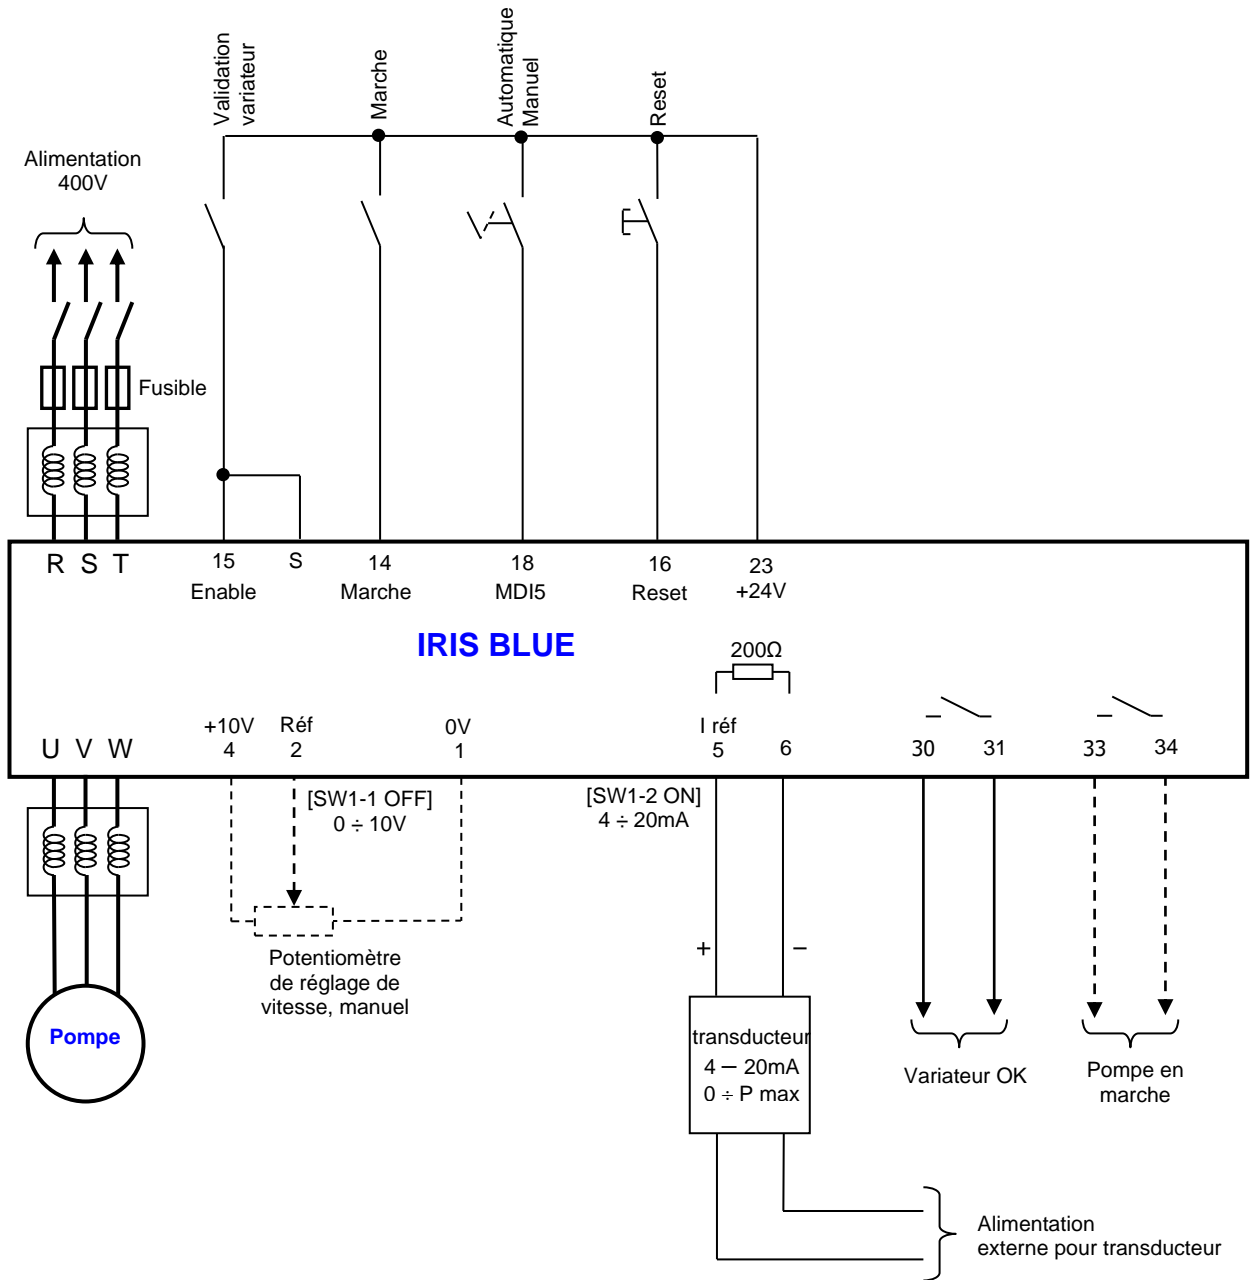 Validation
variateur
Marche
Automatique
Manuel
Reset
Alimentation
400V
Fusible
R S T
15
S
14
18
16
23
Enable
Marche
MDI5
Reset
+24V
IRIS BLUE
200Ω
+10V
Réf
0V
I réf
U V W
4
2
1
5
6
30
31
33
34
[SW1-1 OFF]
0 ÷ 10V
[SW1-2 ON]
4 ÷ 20mA
Potentiomètre
de réglage de
vitesse, manuel
+
–
Pompe
transducteur
4 – 20mA
0 ÷ P max
Variateur OK
Pompe en
marche
Alimentation
externe pour transducteur